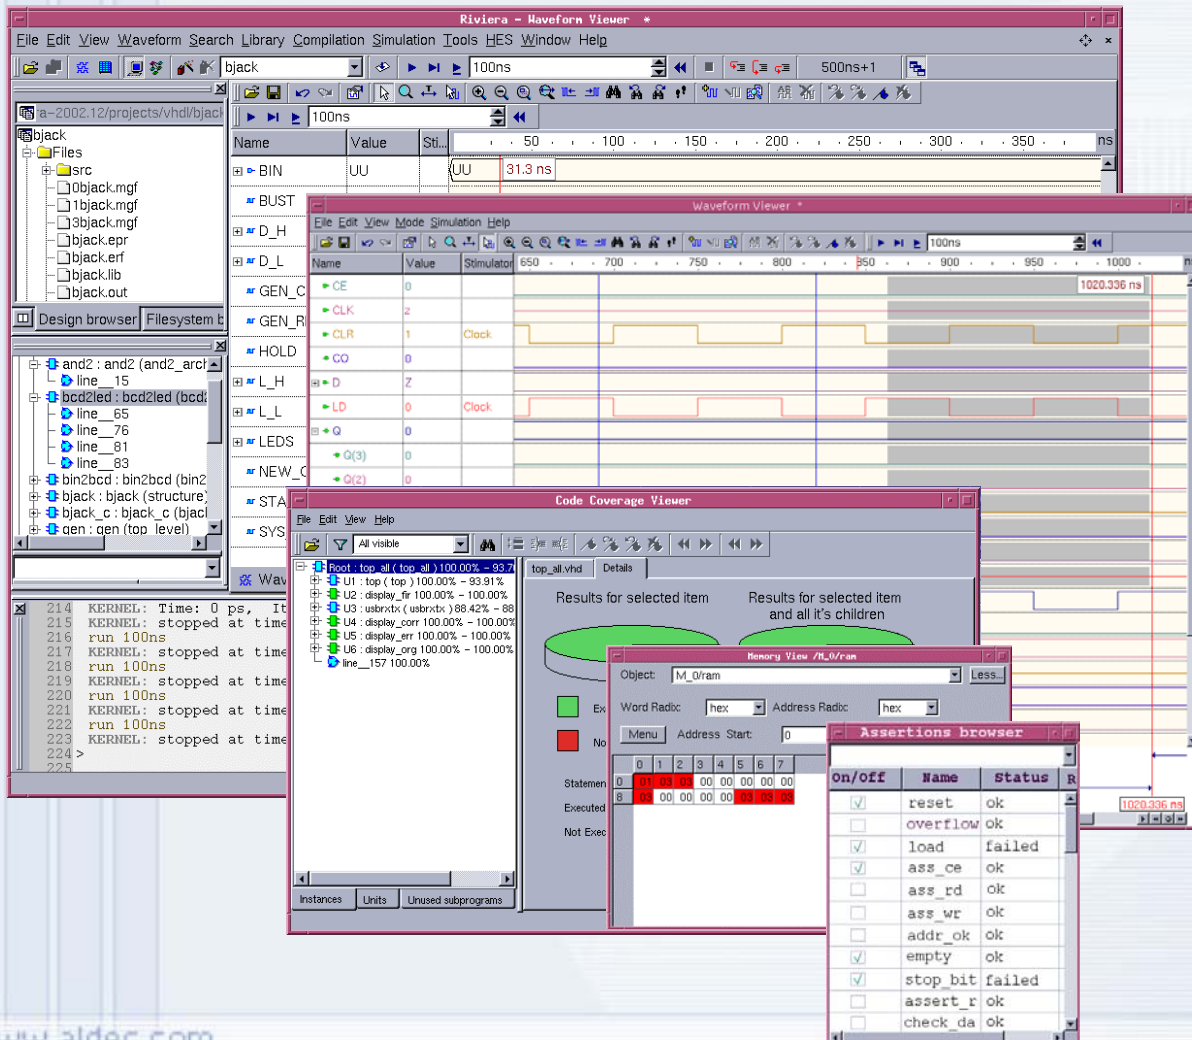 Riviera - Waveform Viewer *
File Edit View Waveform Search Library Compilation Simulation Tools HES Window Help
bjack 100ns 500ns+1
a-2002.12/projects/vhdl/bjack
100ns
bjack
Files
src
0bjack.mgf
1bjack.mgf
3bjack.mgf
bjack.epr
bjack.erf
bjack.lib
bjack.out
Design browser Filesystem b
Name Value Sti... 50 100 150 200 250 300 350 ns
BIN UU UU 31.3 ns
BUST
D_H
D_L
GEN_C
GEN_R
HOLD
L_H
L_L
LEDS
NEW_
STA
SYS_
Wav
and2 : and2 (and2_arch
line__15
bcd2led : bcd2led (bcd2
line__65
line__76
line__81
line__83
bin2bcd : bin2bcd (bin2
bjack : bjack (structure)
bjack_c : bjack_c (bjac
gen : gen (top_level)
214 KERNEL: Time: 0 ps, It
215 KERNEL: stopped at time
216 run 100ns
217 KERNEL: stopped at time
218 run 100ns
219 KERNEL: stopped at time
220 run 100ns
221 KERNEL: stopped at time
222 run 100ns
223 KERNEL: stopped at time
224 >
225
Waveform Viewer *
File Edit View Mode Simulation Help
100ns
Name Value Stimulator 650 700 750 800 850 900 950 1000
CE 0 1020.336 ns
CLK z
CLR 1 Clock
CO 0
D Z
LD 0 Clock
Q 0
Q(3) 0
Q(2) 0
1020.336 ns
Code Coverage Viewer
File Edit View Help
All visible
Root : top_all ( top_all ) 100.00% - 93.7
U1 : top ( top ) 100.00% - 93.91%
U2 : display_fir 100.00% - 100.00%
U3 : usbrxtx ( usbrxtx ) 88.42% - 88
U4 : display_corr 100.00% - 100.00%
U5 : display_err 100.00% - 100.00%
U6 : display_org 100.00% - 100.00%
line__157 100.00%
Instances Units Unused subprograms
top_all.vhd Details
Results for selected item
Results for selected item
and all it's children
Ex
No
Statemen
Executed
Not Exec
Memory View /M_0/ram
Object: M_0/ram Less...
Word Radix: hex Address Radix: hex
Menu Address Start: 0
0 1 2 3 4 5 6 7
0 01 03 03 00 00 00 00 00
8 03 00 00 00 00 03 03 03
Assertions browser
On/Off Name Status R
reset ok
overflow ok
load failed
ass_ce ok
ass_rd ok
ass_wr ok
addr_ok ok
empty ok
stop_bit failed
assert_r ok
check_da ok
www.aldec.com